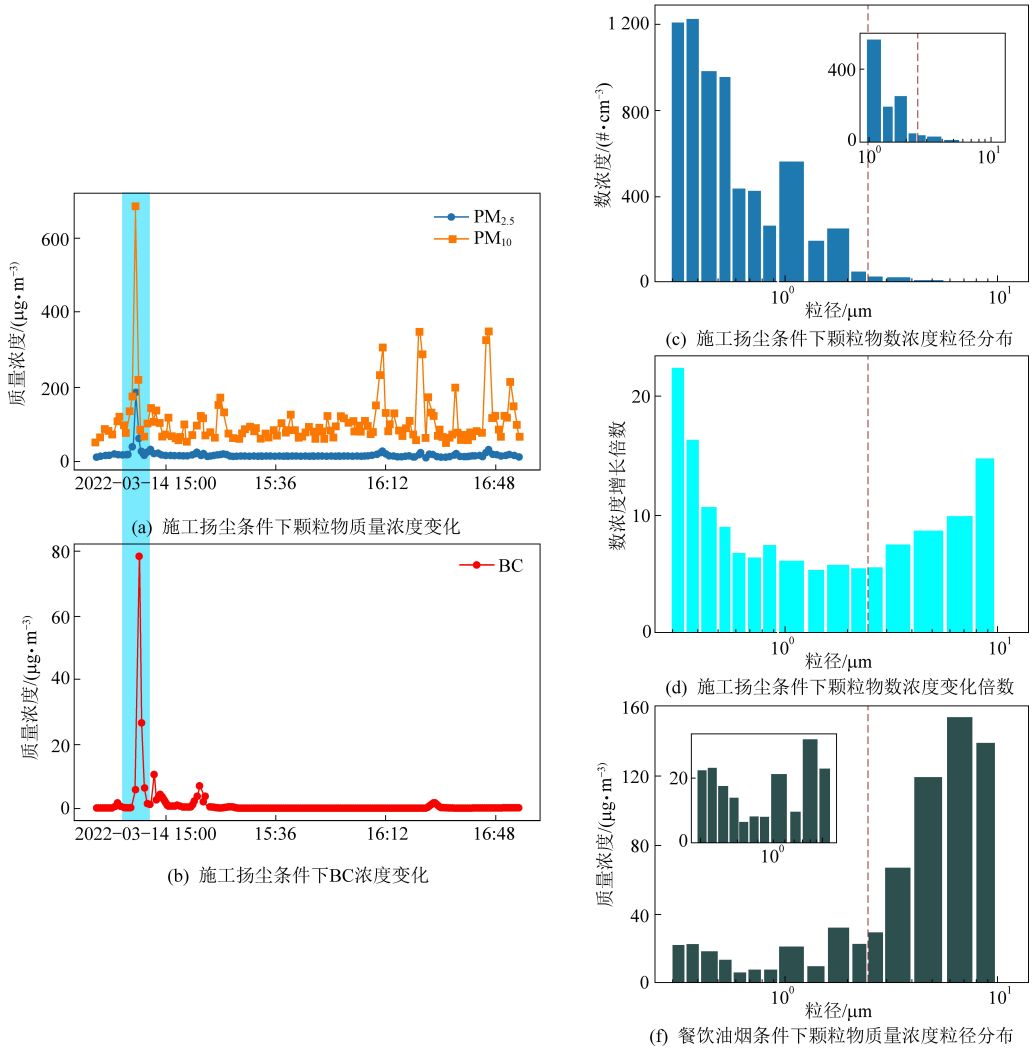 质量浓度/(μg•m⁻³)
600
400
200
0
PM₂.₅
PM₁₀
2022−03−14 15:00
15:36
16:12
16:48
(a) 施工扬尘条件下颗粒物质量浓度变化
质量浓度/(μg•m⁻³)
80
60
40
20
0
BC
2022−03−14 15:00
15:36
16:12
16:48
(b) 施工扬尘条件下BC浓度变化
数浓度/(#•cm⁻³)
1 200
800
400
0
400
0
10⁰
10¹
10⁰
10¹
粒径/μm
(c) 施工扬尘条件下颗粒物数浓度粒径分布
数浓度增长倍数
20
10
0
10⁰
10¹
粒径/μm
(d) 施工扬尘条件下颗粒物数浓度变化倍数
质量浓度/(μg•m⁻³)
160
120
80
40
0
20
0
10⁰
10⁰
10¹
粒径/μm
(f) 餐饮油烟条件下颗粒物质量浓度粒径分布